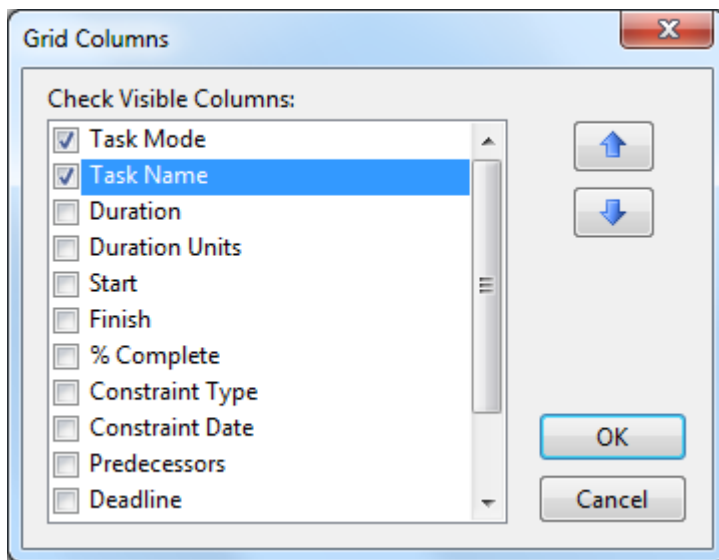 Grid Columns
Check Visible Columns:
Task Mode
Task Name
Duration
Duration Units
Start
Finish
% Complete
Constraint Type
Constraint Date
Predecessors
Deadline
OK
Cancel